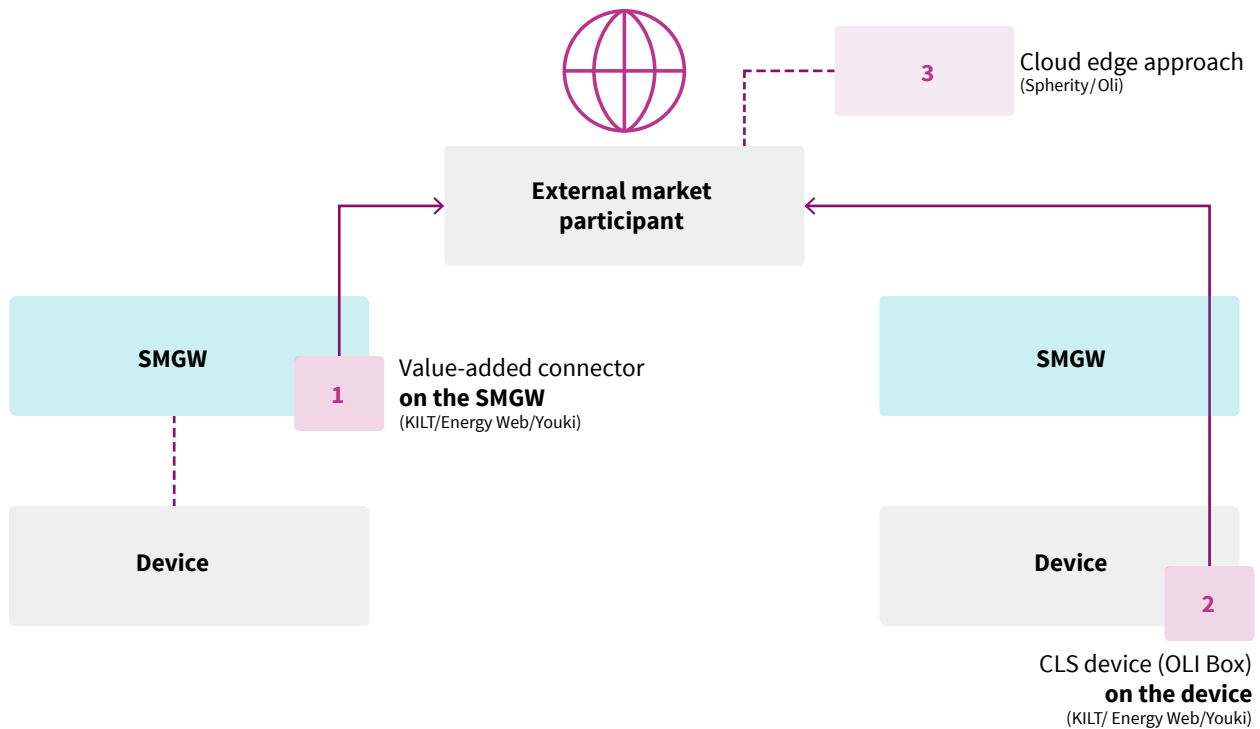 3
Cloud edge approach
(Spherity/Oli)
External market
participant
SMGW
1
Value-added connector
on the SMGW
(KILT/Energy Web/Youki)
SMGW
Device
Device
2
CLS device (OLI Box)
on the device
(KILT/ Energy Web/Youki)